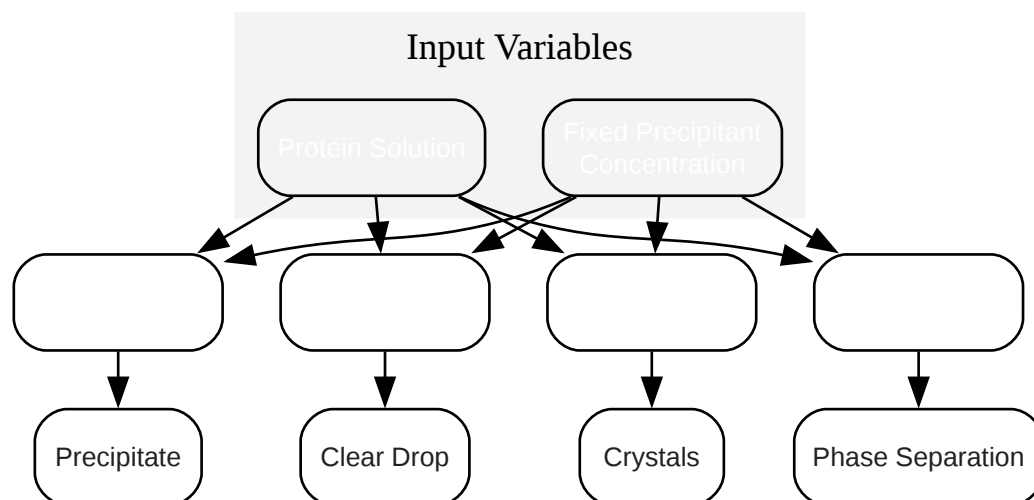 Input Variables
Protein Solution
Fixed Precipitant
Concentration
Precipitate
Clear Drop
Crystals
Phase Separation